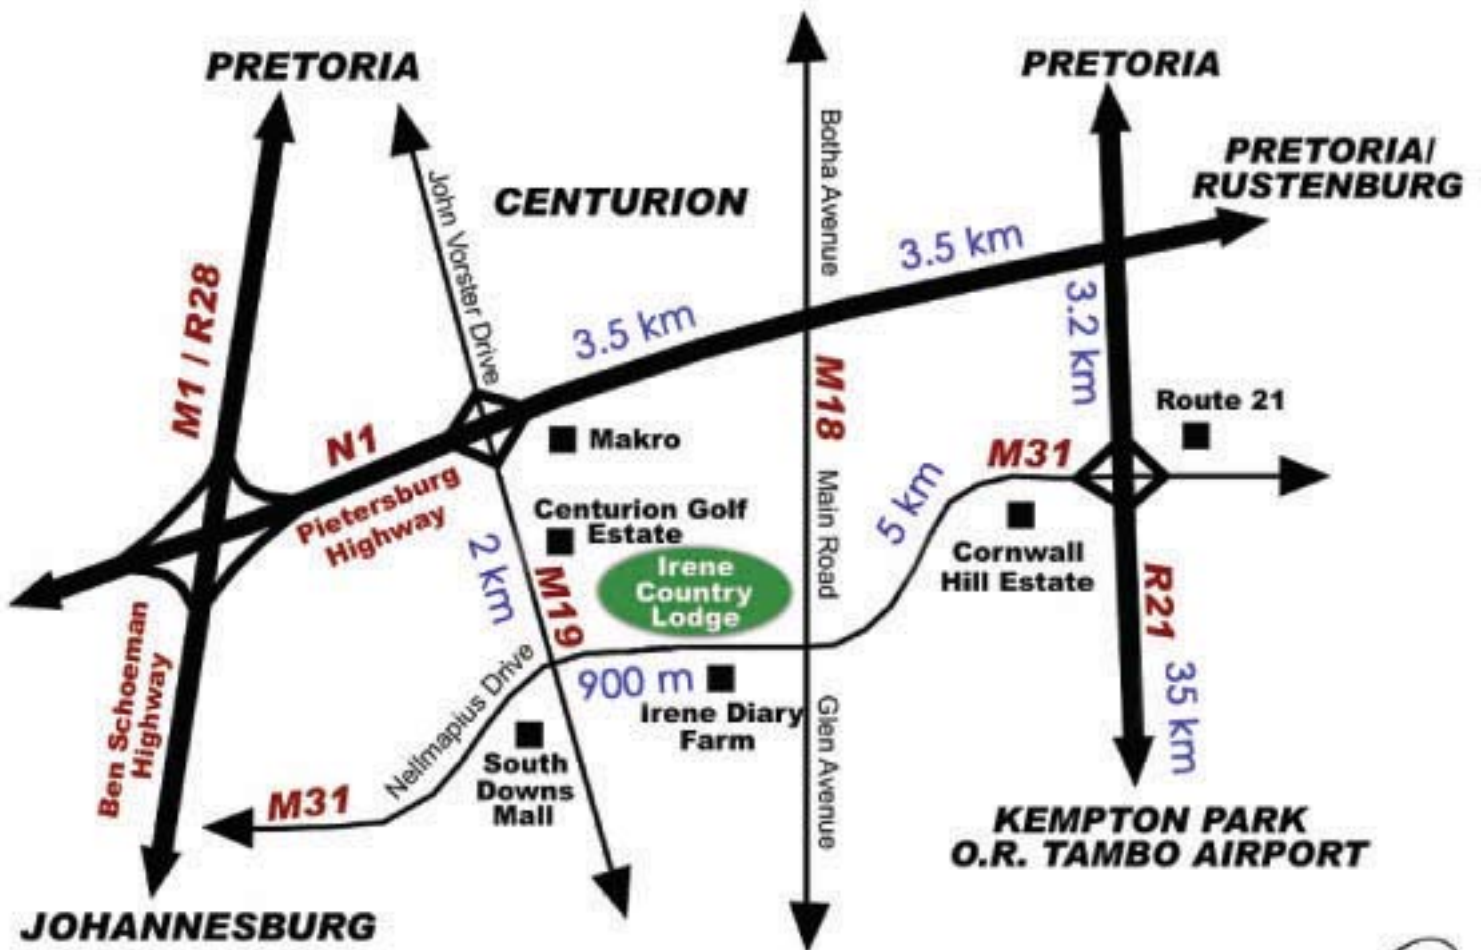 PRETORIA
PRETORIA
PRETORIA/
RUSTENBURG
CENTURION
John Vorster Drive
Botha Avenue
3.5 km
3.5 km
3.2 km
M1 / R28
N1
Pietersburg
Highway
Makro
M18
Route 21
M31
Centurion Golf
Estate
Main Road
5 km
Cornwall
Hill Estate
2 km
M19
Irene
Country
Lodge
R21
35 km
Ben Schoeman
Highway
Nellmapius Drive
900 m
Irene Diary
Farm
Glen Avenue
South
Downs
Mall
M31
KEMPTON PARK
O.R. TAMBO AIRPORT
JOHANNESBURG